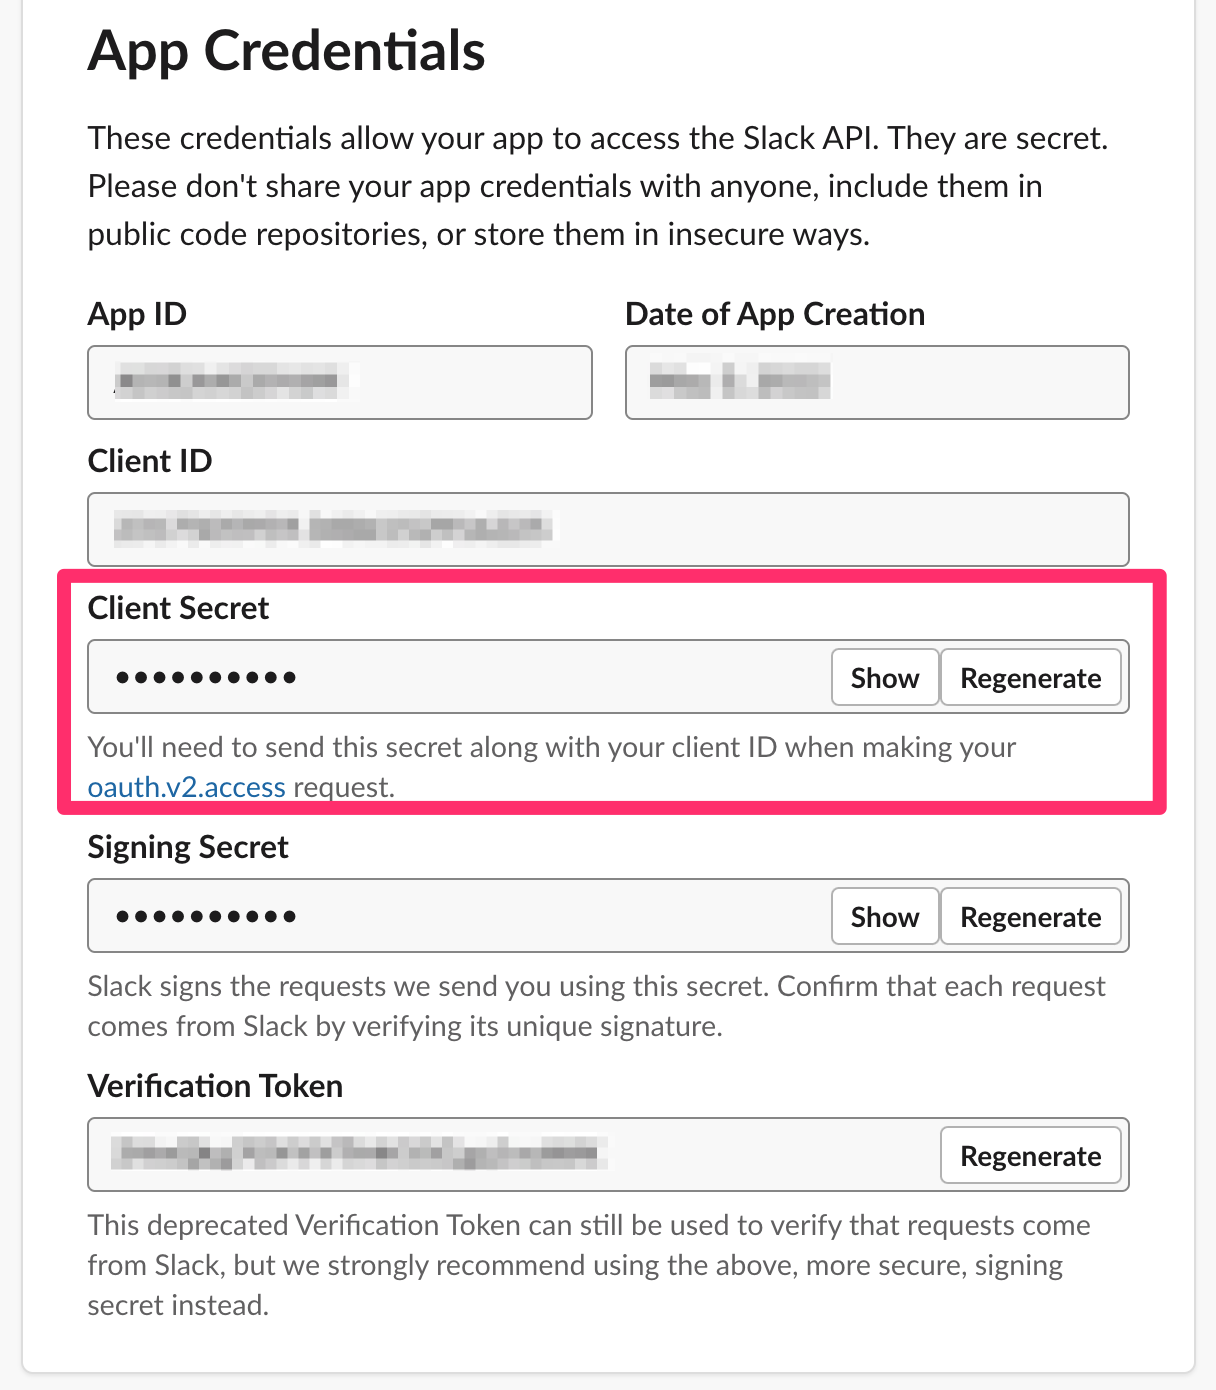 App Credentials
These credentials allow your app to access the Slack API. They are secret.
Please don't share your app credentials with anyone, include them in
public code repositories, or store them in insecure ways.
App ID
Date of App Creation
Client ID
Client Secret
••••••••••
Show
Regenerate
You'll need to send this secret along with your client ID when making your
oauth.v2.access request.
Signing Secret
••••••••••
Show
Regenerate
Slack signs the requests we send you using this secret. Confirm that each request
comes from Slack by verifying its unique signature.
Verification Token
Regenerate
This deprecated Verification Token can still be used to verify that requests come
from Slack, but we strongly recommend using the above, more secure, signing
secret instead.